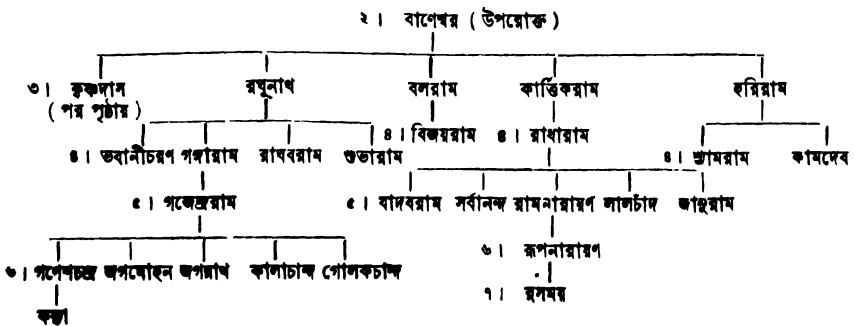 ২। বাণেশ্বর (উপরোক্ত)
৩। কৃষ্ণদাস রঘুনাথ বলরাম কার্ত্তিকরাম হরিরাম
(পর পৃষ্ঠায়)
৪। ভবানীচরণ গঙ্গারাম রাঘবরাম শুভারাম ৪। বিজয়রাম ৪। রাধারাম ৪। শ্যামরাম কামদেব
৫। গজেন্দ্ররাম ৫। যাদবরাম সর্বানন্দ রামনারায়ণ লালচাঁদ জাঙ্গুরাম
৬। গণেশচন্দ্র জগমোহন জগন্নাথ কালাচান্দ গোলকচান্দ ৬। রূপনারায়ণ
কন্যা ৭। রসময়